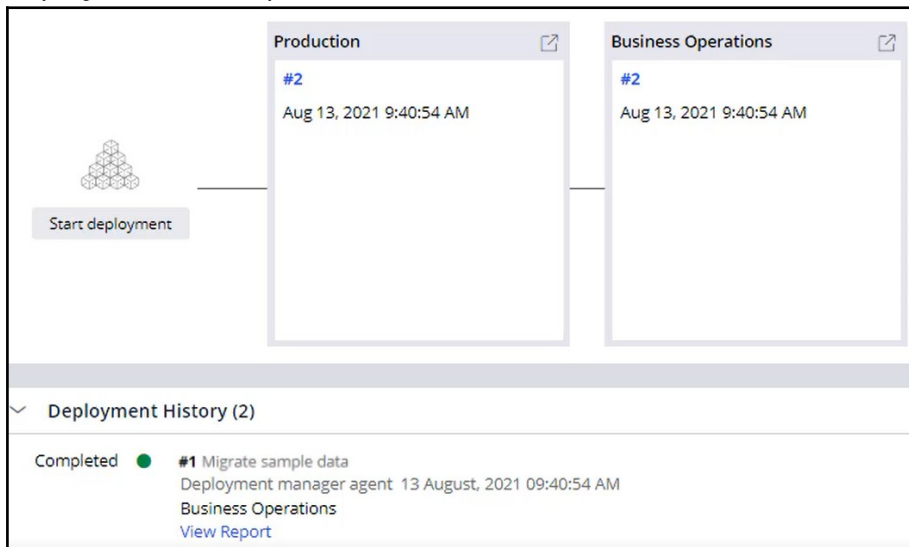 Production
#2
Aug 13, 2021 9:40:54 AM
Business Operations
#2
Aug 13, 2021 9:40:54 AM
Start deployment
Deployment History (2)
Completed
#1 Migrate sample data
Deployment manager agent 13 August, 2021 09:40:54 AM
Business Operations
View Report